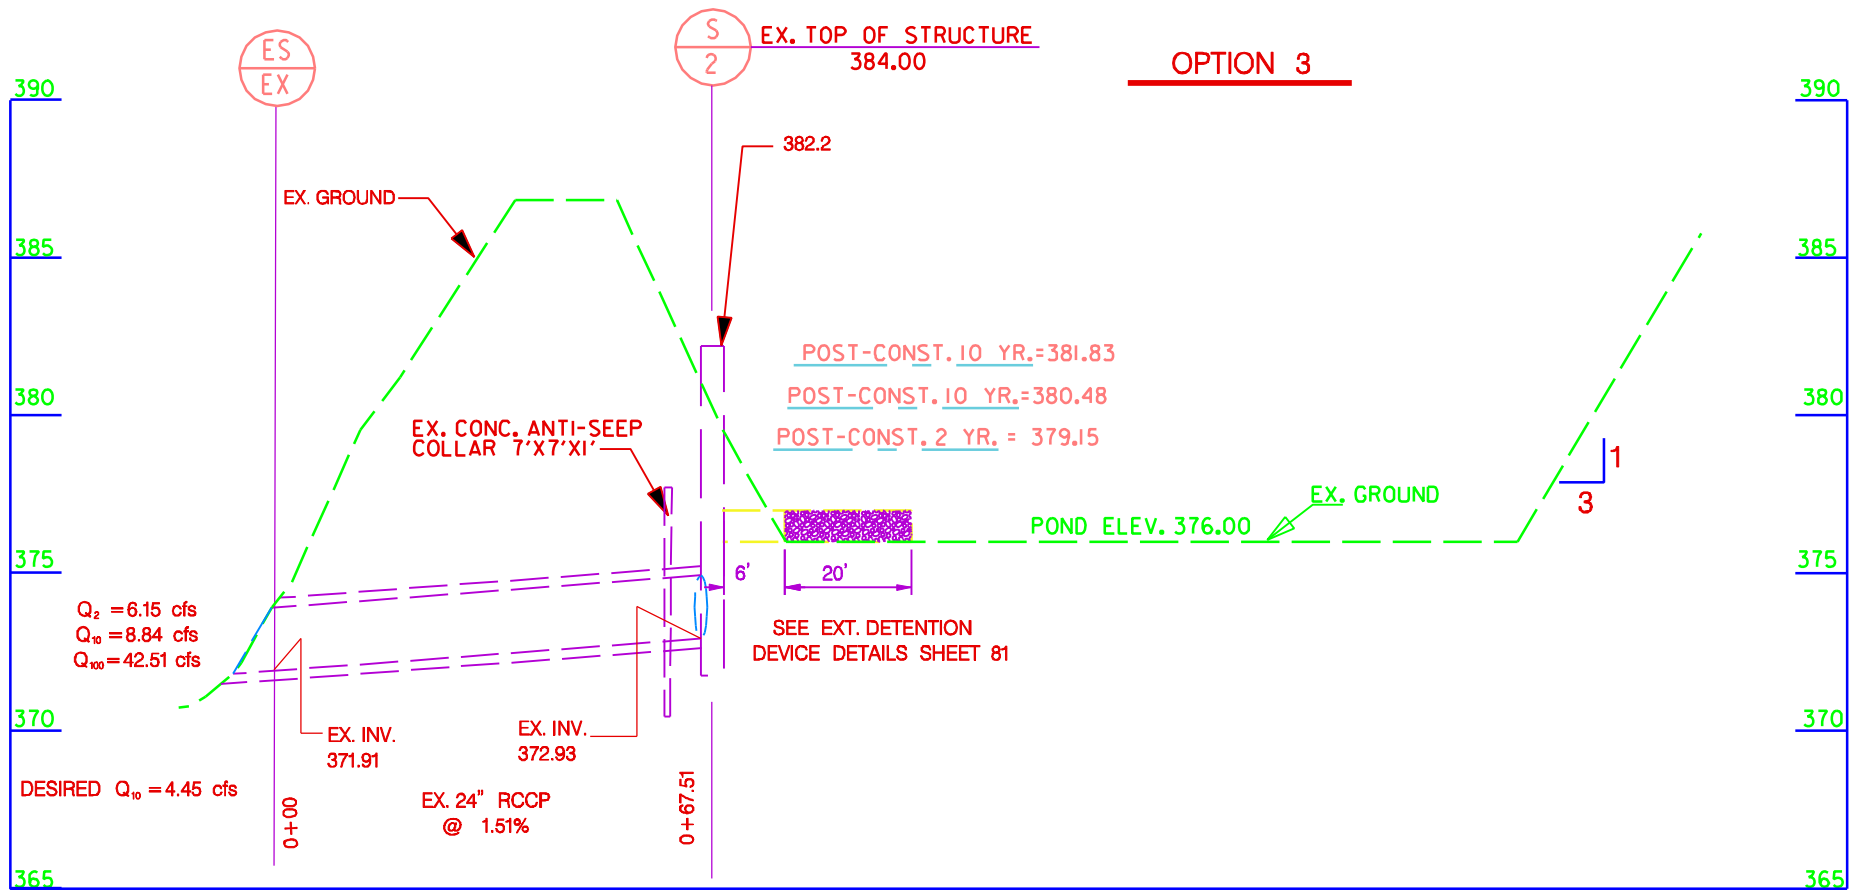 ES
EX
S
2
EX. TOP OF STRUCTURE
384.00
OPTION 3
390
390
382.2
EX. GROUND
385
385
POST-CONST. 10 YR.=381.83
POST-CONST. 10 YR.=380.48
POST-CONST. 2 YR. = 379.15
380
380
EX. CONC. ANTI-SEEP
COLLAR 7'X7'X1'
1
3
EX. GROUND
POND ELEV. 376.00
375
375
6'
20'
Q2 = 6.15 cfs
Q10 = 8.84 cfs
Q100 = 42.51 cfs
SEE EXT. DETENTION
DEVICE DETAILS SHEET 81
370
370
EX. INV.
371.91
EX. INV.
372.93
DESIRED Q10 = 4.45 cfs
EX. 24" RCCP
@ 1.51%
0+00
0+67.51
365
365